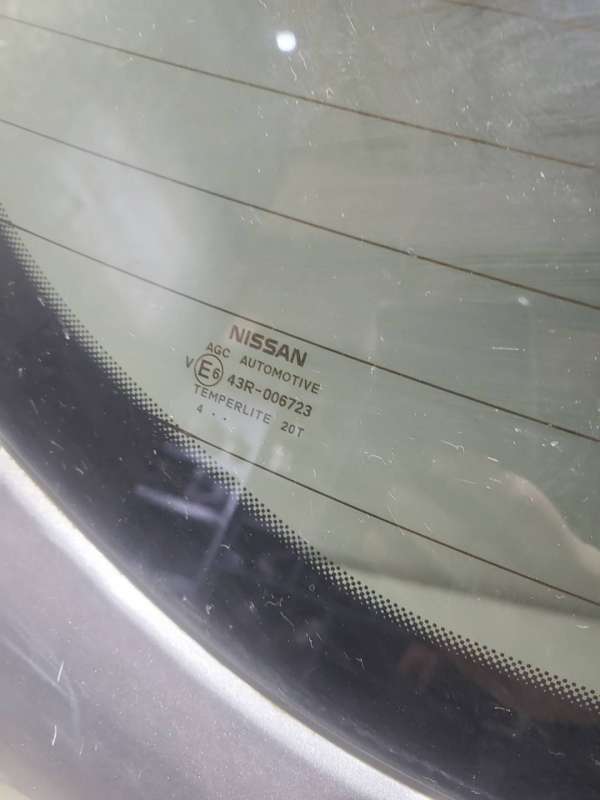 NISSAN
AGC AUTOMOTIVE
V E6 43R-006723
TEMPERLITE 20T
4 . .